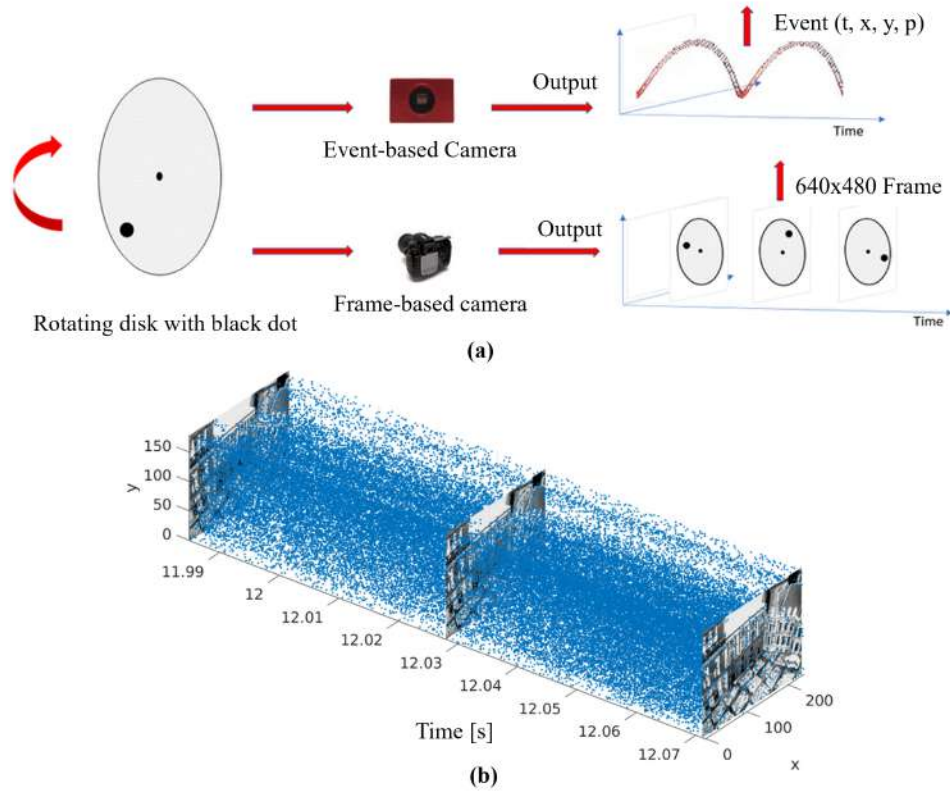 Event (t, x, y, p)
Output
Event-based Camera
Time
640x480 Frame
Output
Rotating disk with black dot
Frame-based camera
Time
(a)
150
100
50
0
y
11.99
12
12.01
12.02
12.03
12.04
12.05
12.06
12.07
Time [s]
0
100
200
x
(b)